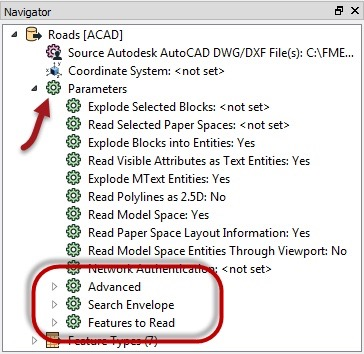 Navigator
Roads [ACAD]
Source Autodesk AutoCAD DWG/DXF File(s): C:\FME
Coordinate System: <not set>
Parameters
Explode Selected Blocks: <not set>
Read Selected Paper Spaces: <not set>
Explode Blocks into Entities: Yes
Read Visible Attributes as Text Entities: Yes
Explode MText Entities: Yes
Read Polylines as 2.5D: No
Read Model Space: Yes
Read Paper Space Layout Information: Yes
Read Model Space Entities Through Viewport: No
Network Authentication: <not set>
Advanced
Search Envelope
Features to Read
Feature Types (7)